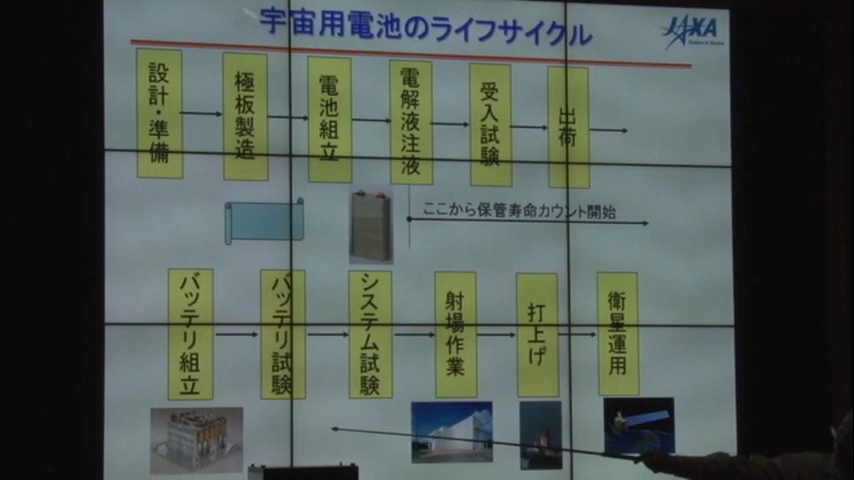 宇宙用電池のライフサイクル
JAXA
設計・準備
極板製造
電池組立
電解液注液
受入試験
出荷
ここから保管寿命カウント開始
バッテリ組立
バッテリ試験
システム試験
射場作業
打上げ
衛星運用